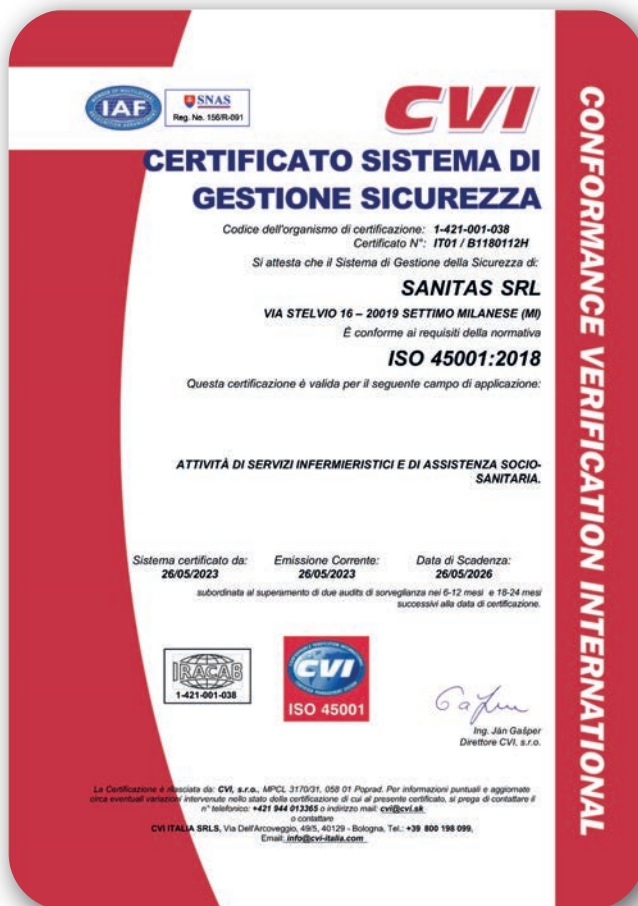 IAF
SNAS
Reg. No. 156/R-091
CVI
CERTIFICATO SISTEMA DI
GESTIONE SICUREZZA
Codice dell'organismo di certificazione: 1-421-001-038
Certificato N°: IT01 / B1180112H
Si attesta che il Sistema di Gestione della Sicurezza di:
SANITAS SRL
VIA STELVIO 16 – 20019 SETTIMO MILANESE (MI)
È conforme ai requisiti della normativa
ISO 45001:2018
Questa certificazione è valida per il seguente campo di applicazione:
ATTIVITÀ DI SERVIZI INFERMIERISTICI E DI ASSISTENZA SOCIO-
SANITARIA.
Sistema certificato da: Emissione Corrente: Data di Scadenza:
26/05/2023 26/05/2023 26/05/2026
subordinata al superamento di due audits di sorveglianza nei 6-12 mesi e 18-24 mesi
successivi alla data di certificazione.
IRACAB
1-421-001-038
CVI
ISO 45001
Ing. Ján Gašper
Direttore CVI, s.r.o.
La Certificazione è rilasciata da: CVI, s.r.o., MPCL 3170/31, 058 01 Poprad. Per informazioni puntuali e aggiornate
circa eventuali variazioni intervenute nello stato della certificazione di cui al presente certificato, si prega di contattare il
n° telefonico: +421 944 013365 o indirizzo mail: cvi@cvi.sk
o contattare
CVI ITALIA SRLS, Via Dell'Arcoveggio, 49/5, 40129 - Bologna, Tel.: +39 800 198 099,
Email: info@cvi-italia.com
CONFORMANCE VERIFICATION INTERNATIONAL